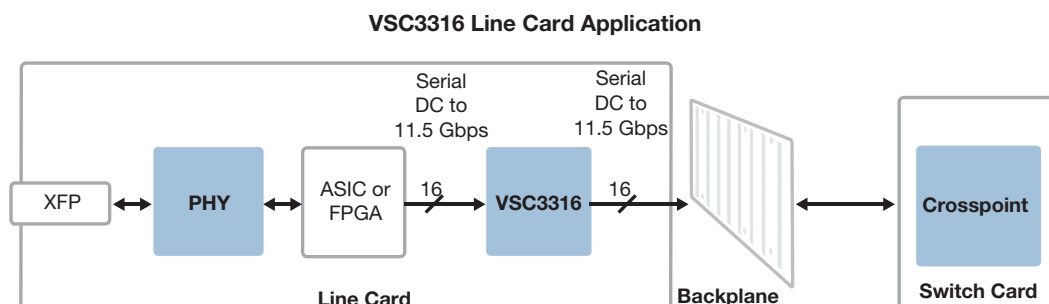 VSC3316 Line Card Application
Serial
DC to
11.5 Gbps
Serial
DC to
11.5 Gbps
XFP
PHY
ASIC or
FPGA
16
VSC3316
16
Crosspoint
Line Card
Backplane
Switch Card